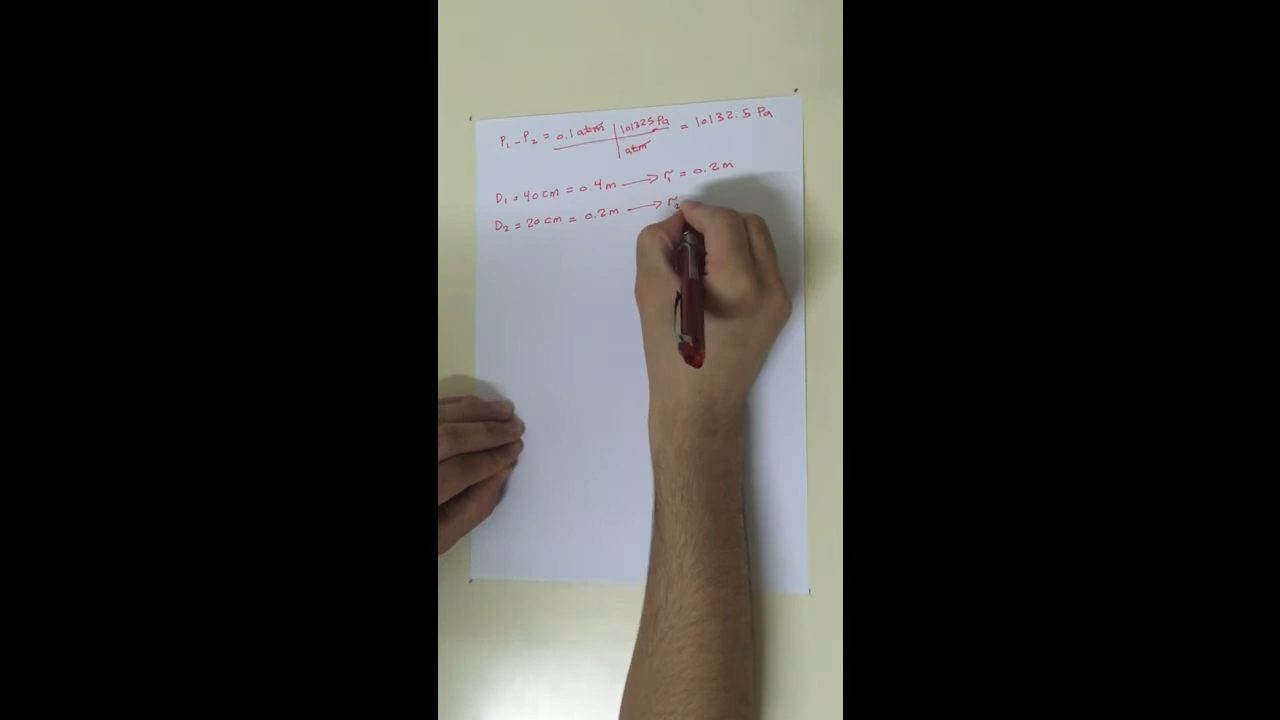 P₁ - P₂ = 0.1 atm | 101325 Pa = 10132.5 Pa
atm
D₁ = 40 cm = 0.4 m → r₁ = 0.2 m
D₂ = 20 cm = 0.2 m → r₂